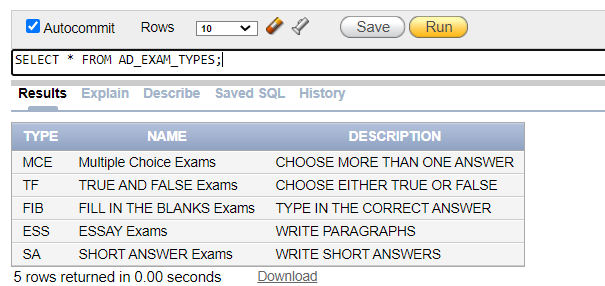 Autocommit Rows 10 Save Run
SELECT * FROM AD_EXAM_TYPES;
Results Explain Describe Saved SQL History
TYPE NAME DESCRIPTION
MCE Multiple Choice Exams CHOOSE MORE THAN ONE ANSWER
TF TRUE AND FALSE Exams CHOOSE EITHER TRUE OR FALSE
FIB FILL IN THE BLANKS Exams TYPE IN THE CORRECT ANSWER
ESS ESSAY Exams WRITE PARAGRAPHS
SA SHORT ANSWER Exams WRITE SHORT ANSWERS
5 rows returned in 0.00 seconds Download